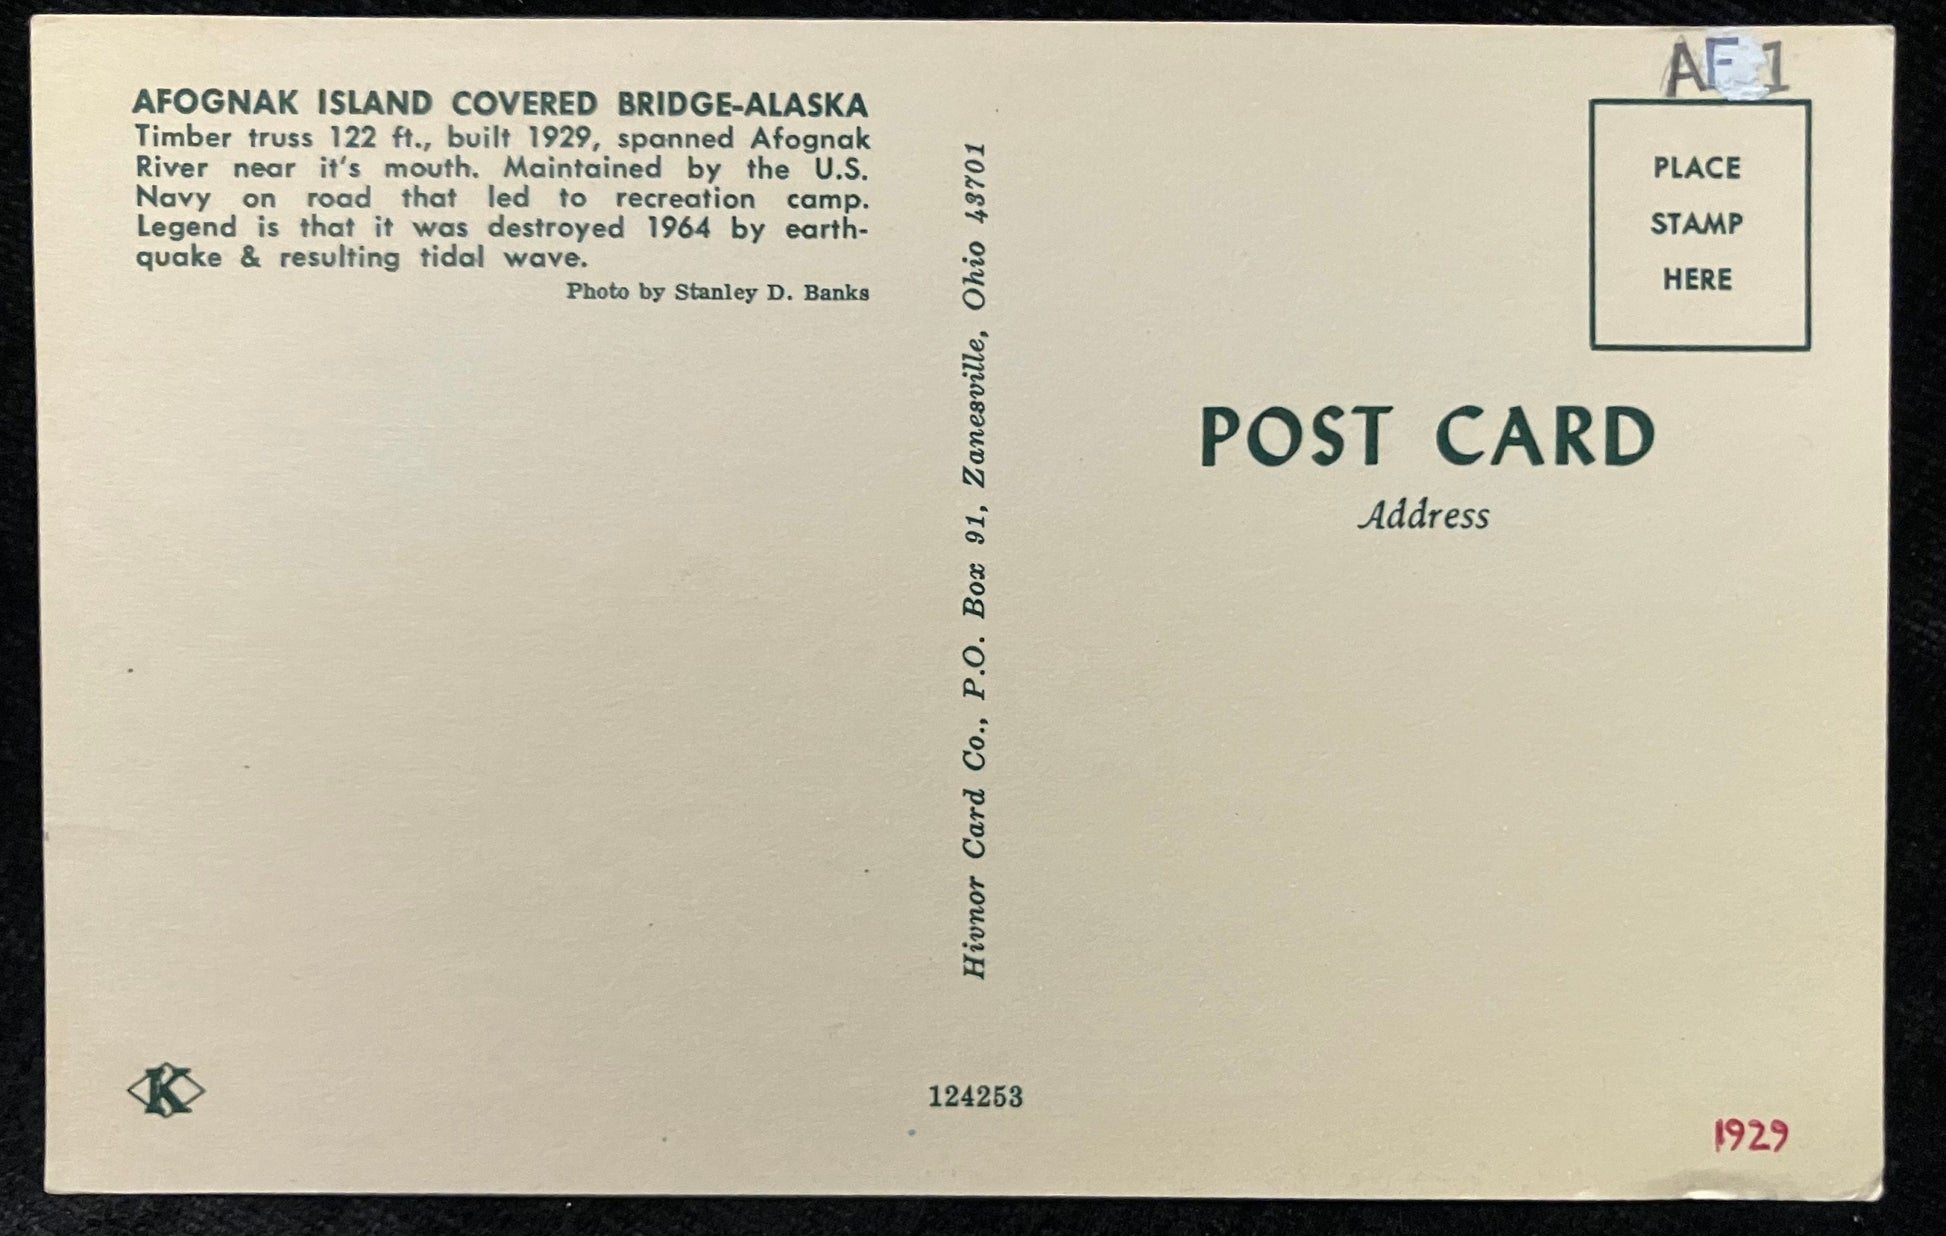 AFOGNAK ISLAND COVERED BRIDGE-ALASKA
Timber truss 122 ft., built 1929, spanned Afognak
River near it's mouth. Maintained by the U.S.
Navy on road that led to recreation camp.
Legend is that it was destroyed 1964 by earth-
quake & resulting tidal wave.
Photo by Stanley D. Banks
K
Hivnor Card Co., P.O. Box 91, Zanesville, Ohio 43701
124253
AF 1
PLACE
STAMP
HERE
POST CARD
Address
1929